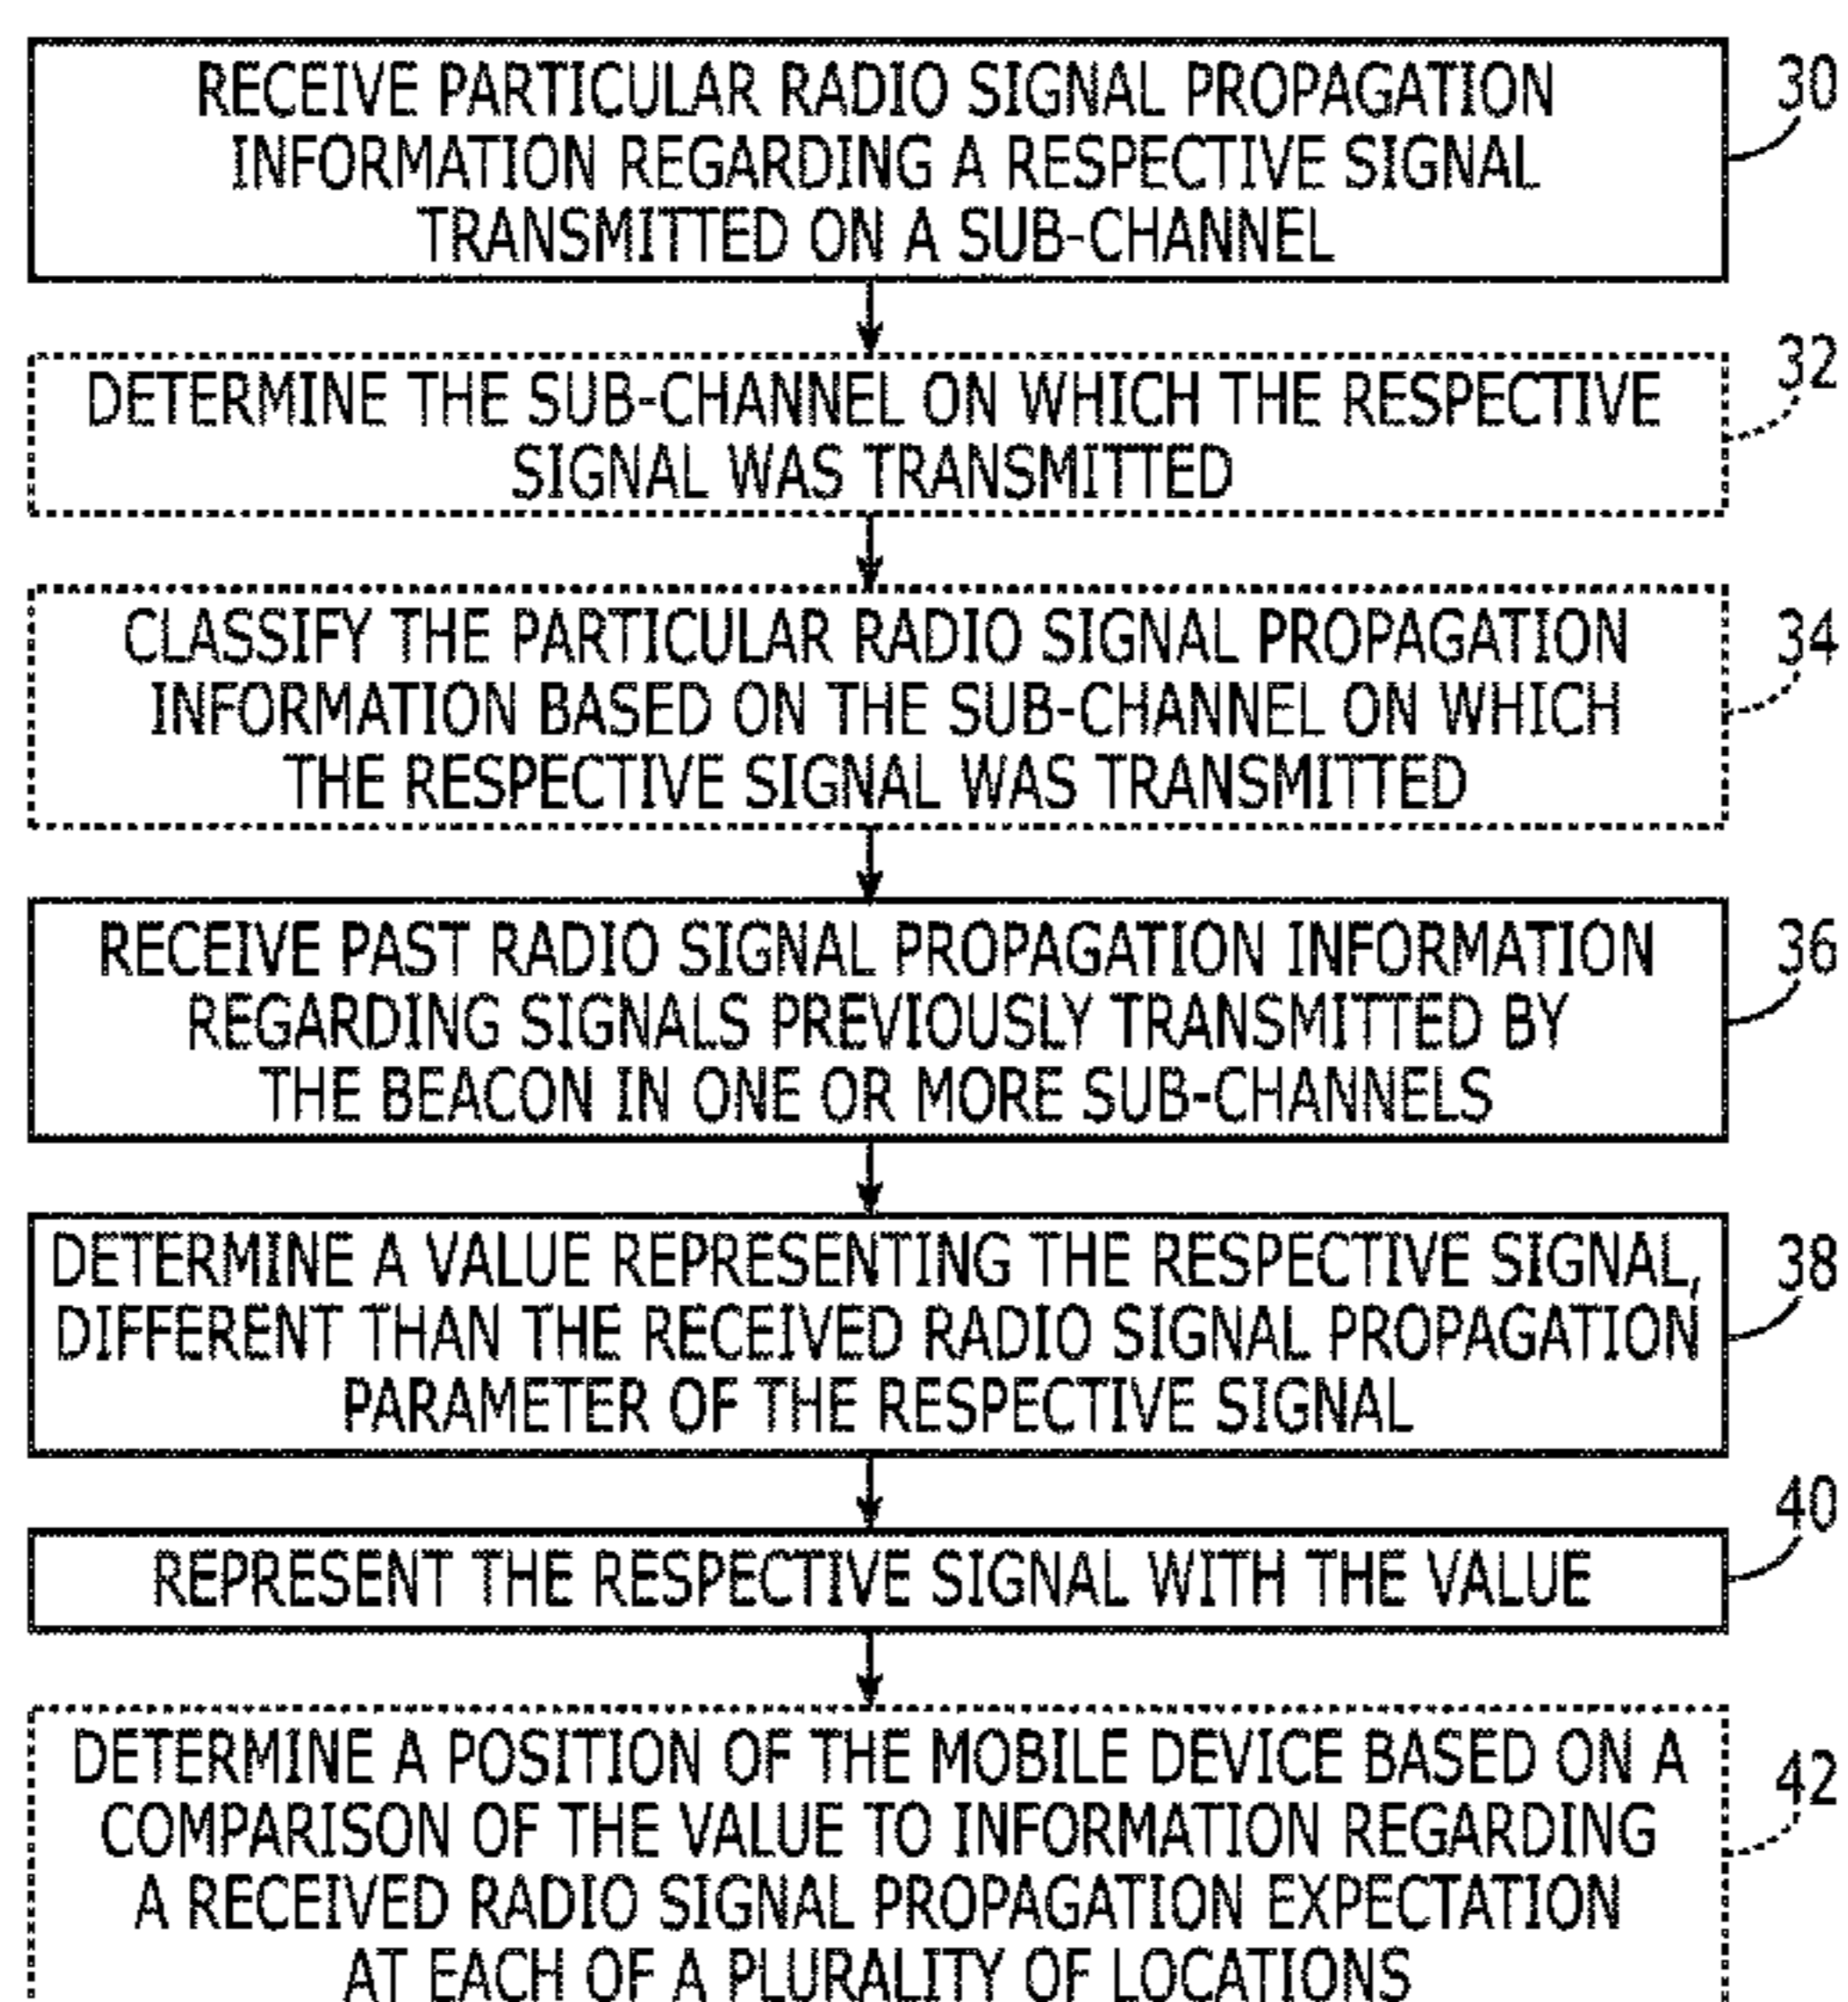 RECEIVE PARTICULAR RADIO SIGNAL PROPAGATION
INFORMATION REGARDING A RESPECTIVE SIGNAL
TRANSMITTED ON A SUB-CHANNEL
30
DETERMINE THE SUB-CHANNEL ON WHICH THE RESPECTIVE
SIGNAL WAS TRANSMITTED
32
CLASSIFY THE PARTICULAR RADIO SIGNAL PROPAGATION
INFORMATION BASED ON THE SUB-CHANNEL ON WHICH
THE RESPECTIVE SIGNAL WAS TRANSMITTED
34
RECEIVE PAST RADIO SIGNAL PROPAGATION INFORMATION
REGARDING SIGNALS PREVIOUSLY TRANSMITTED BY
THE BEACON IN ONE OR MORE SUB-CHANNELS
36
DETERMINE A VALUE REPRESENTING THE RESPECTIVE SIGNAL,
DIFFERENT THAN THE RECEIVED RADIO SIGNAL PROPAGATION
PARAMETER OF THE RESPECTIVE SIGNAL
38
REPRESENT THE RESPECTIVE SIGNAL WITH THE VALUE
40
DETERMINE A POSITION OF THE MOBILE DEVICE BASED ON A
COMPARISON OF THE VALUE TO INFORMATION REGARDING
A RECEIVED RADIO SIGNAL PROPAGATION EXPECTATION
AT EACH OF A PLURALITY OF LOCATIONS
42